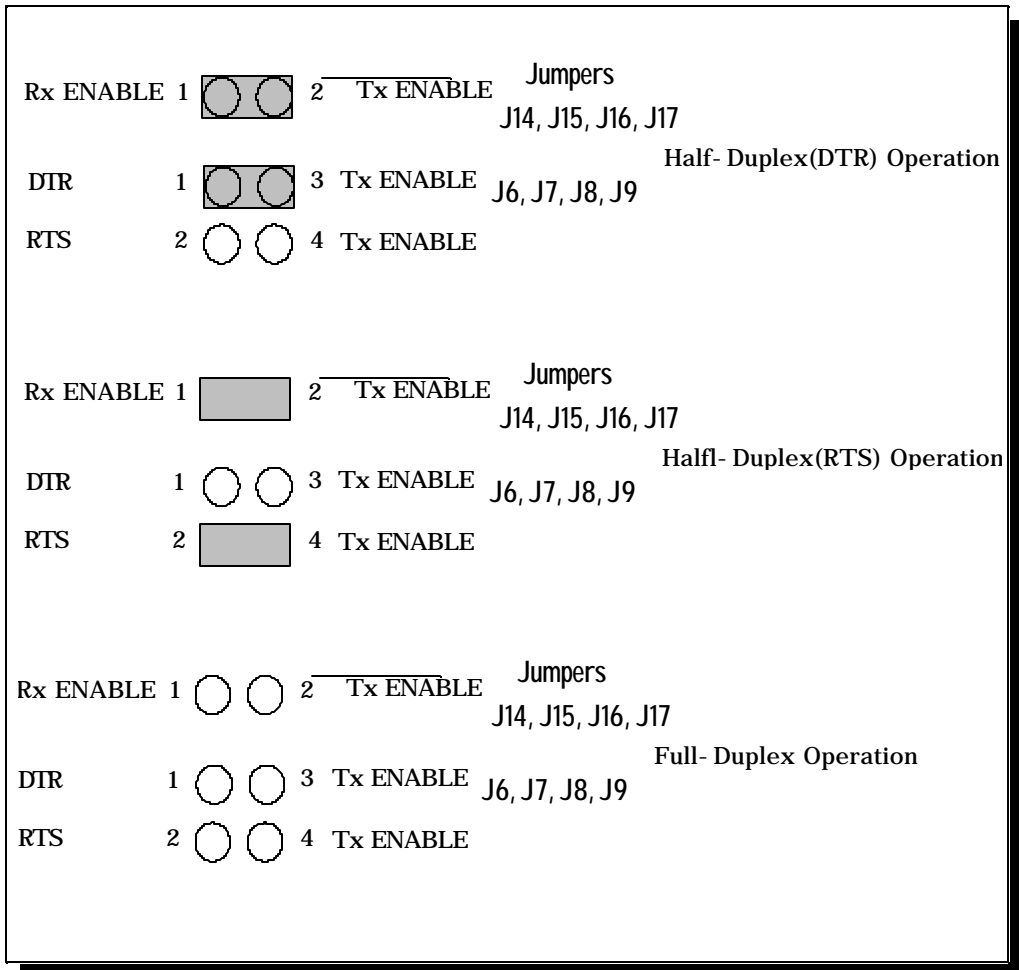 Rx ENABLE 1 2 Tx ENABLE Jumpers
J14, J15, J16, J17
Half-Duplex(DTR) Operation
DTR 1 3 Tx ENABLE J6, J7, J8, J9
RTS 2 4 Tx ENABLE
Rx ENABLE 1 2 Tx ENABLE Jumpers
J14, J15, J16, J17
Halfl-Duplex(RTS) Operation
DTR 1 3 Tx ENABLE J6, J7, J8, J9
RTS 2 4 Tx ENABLE
Rx ENABLE 1 2 Tx ENABLE Jumpers
J14, J15, J16, J17
Full-Duplex Operation
DTR 1 3 Tx ENABLE J6, J7, J8, J9
RTS 2 4 Tx ENABLE